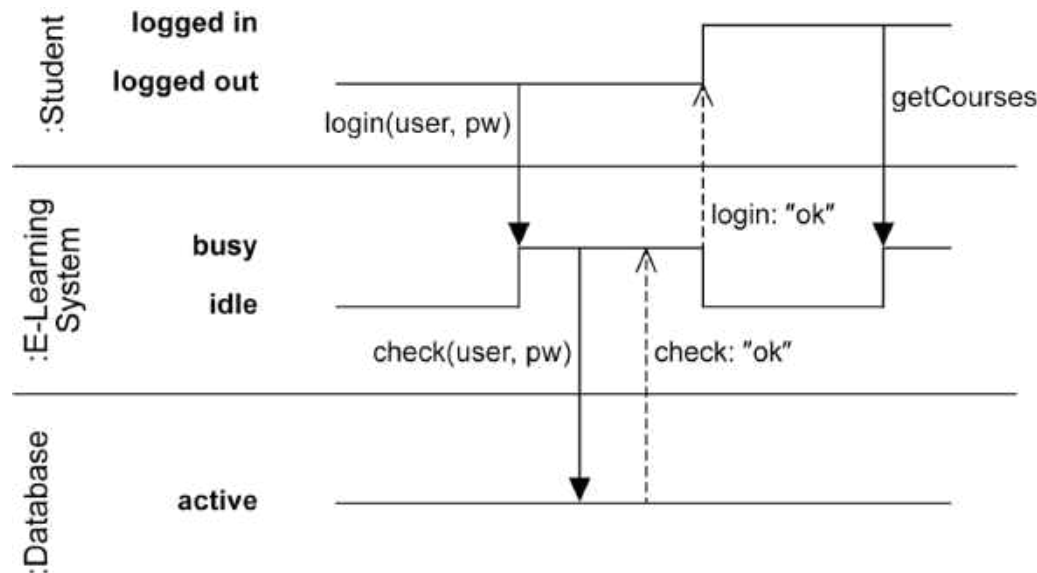 :Student
logged in
logged out
login(user, pw)
getCourses
:E-Learning
System
busy
idle
login: "ok"
check(user, pw)
check: "ok"
:Database
active